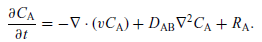 ∂C_A/∂t = −∇ · (vC_A) + D_AB∇²C_A + R_A.